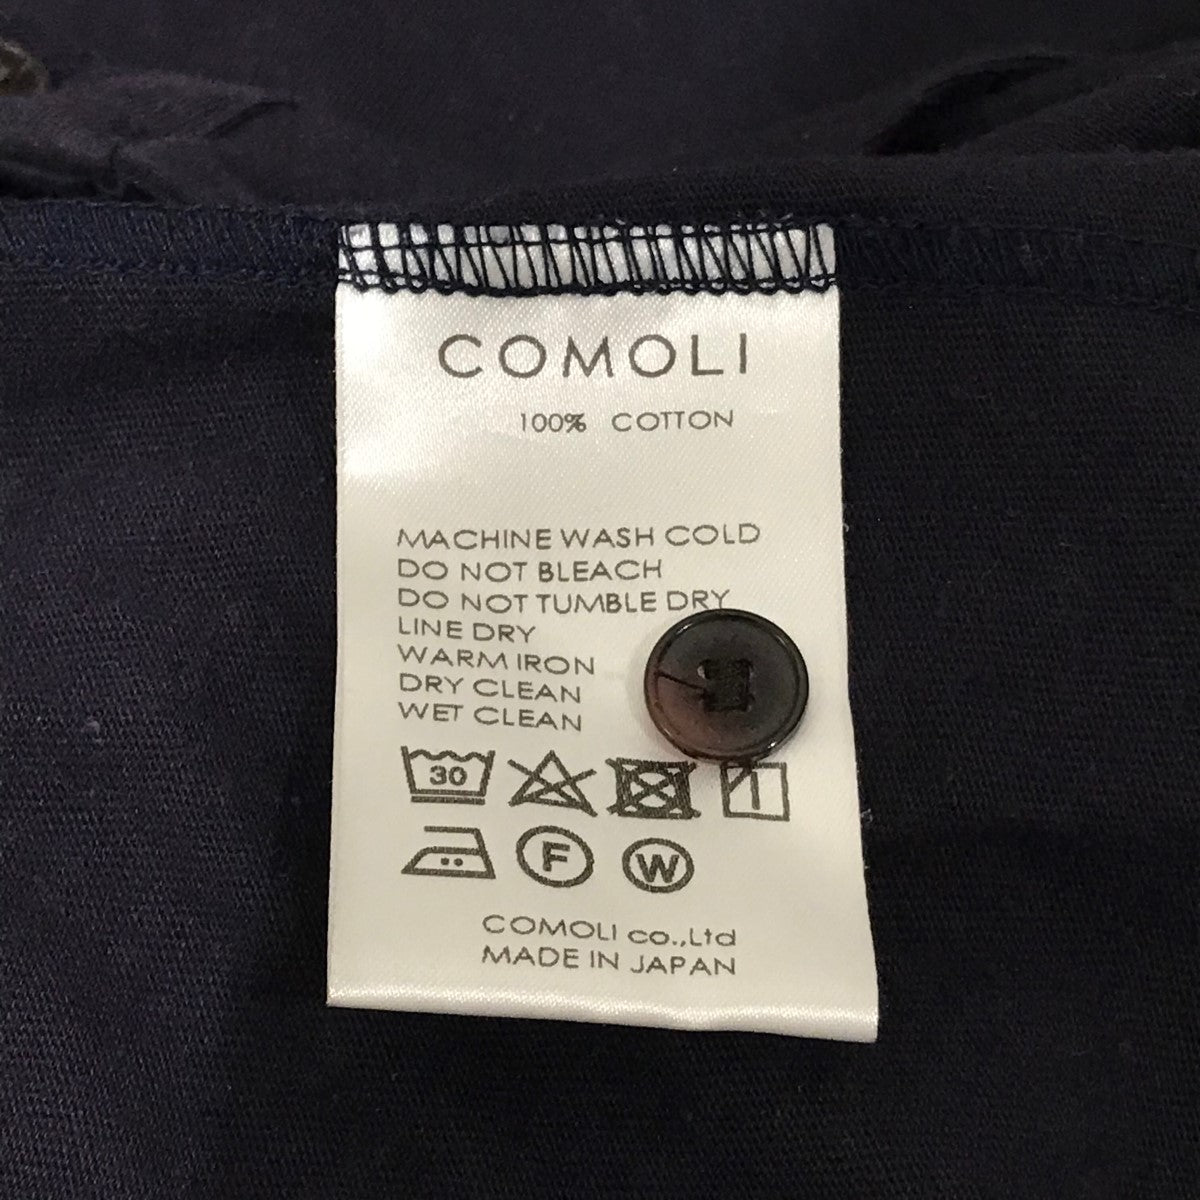 COMOLI
100% COTTON
MACHINE WASH COLD
DO NOT BLEACH
DO NOT TUMBLE DRY
LINE DRY
WARM IRON
DRY CLEAN
WET CLEAN
30
F W
COMOLI co.,Ltd
MADE IN JAPAN